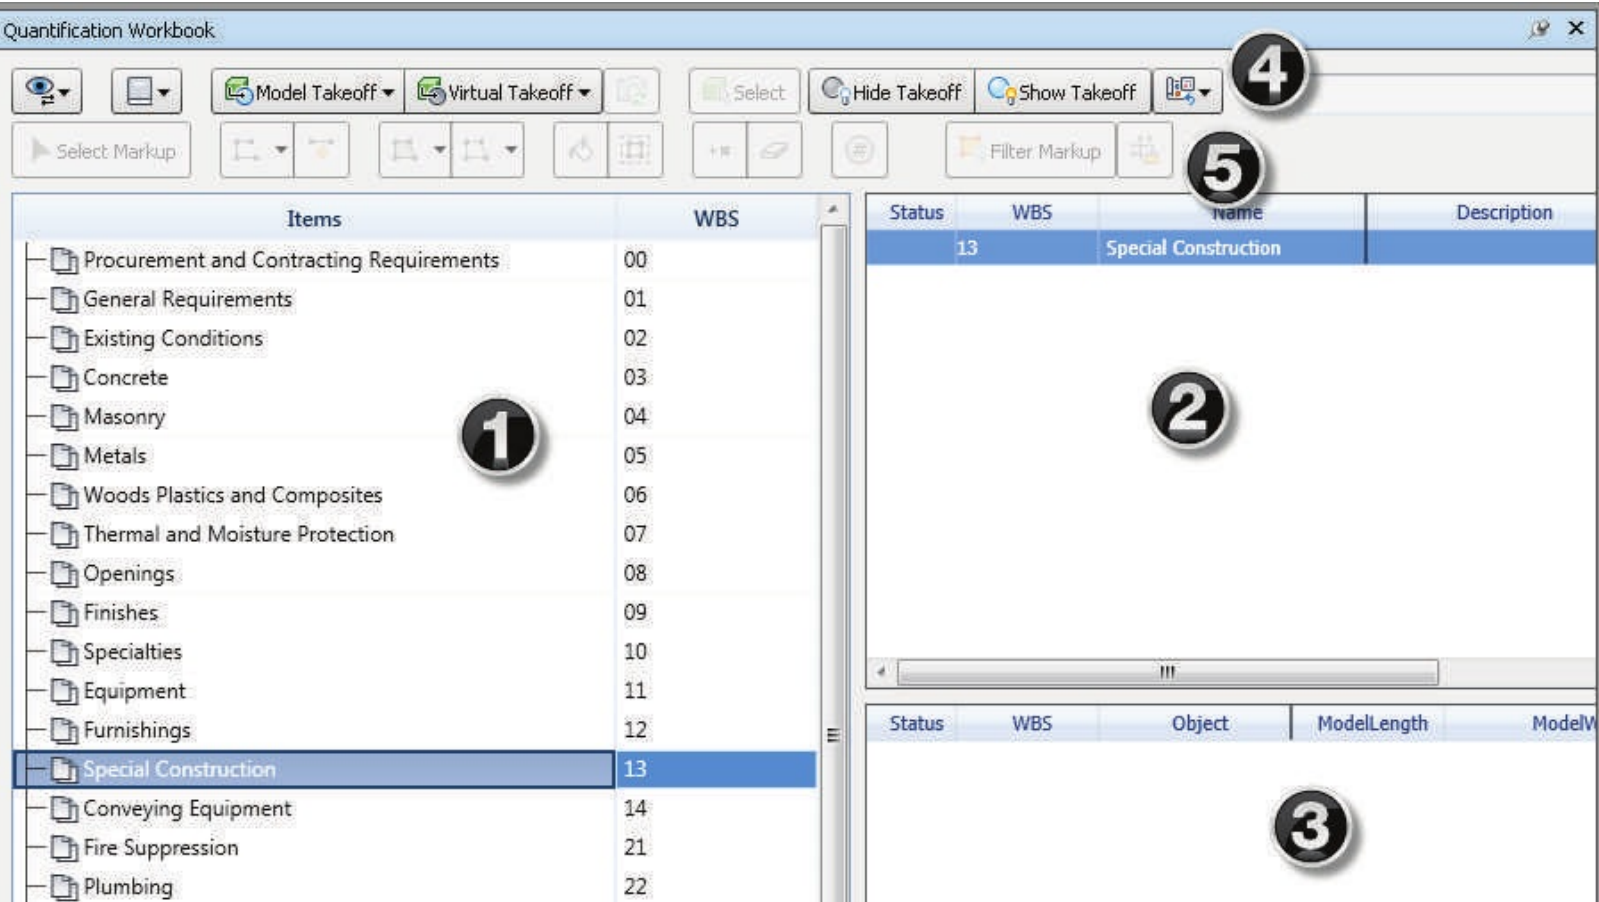 Quantification Workbook
Model Takeoff Virtual Takeoff Select Hide Takeoff Show Takeoff 4
Select Markup Filter Markup 5
Items WBS
Procurement and Contracting Requirements 00
General Requirements 01
Existing Conditions 02
Concrete 03
Masonry 04
Metals 05
Woods Plastics and Composites 06
Thermal and Moisture Protection 07
Openings 08
Finishes 09
Specialties 10
Equipment 11
Furnishings 12
Special Construction 13
Conveying Equipment 14
Fire Suppression 21
Plumbing 22
1
Status WBS Name Description
13 Special Construction
2
Status WBS Object ModelLength ModelW
3